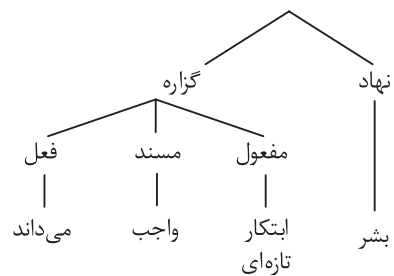 نهاد
گزاره
مفعول
مسند
فعل
بشر
ابتکار
تازه‌ای
واجب
می‌داند